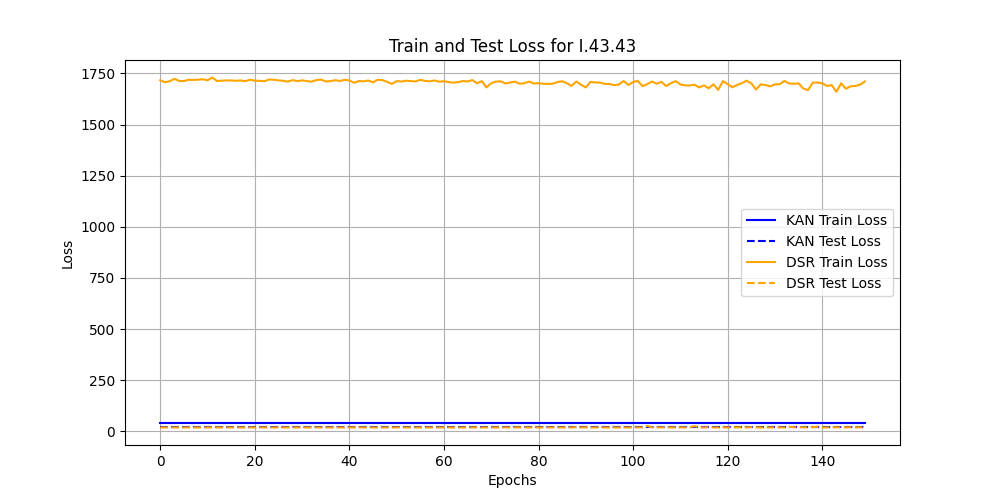 Train and Test Loss for I.43.43
1750
1500
1250
1000
750
500
250
0
Loss
KAN Train Loss
KAN Test Loss
DSR Train Loss
DSR Test Loss
0 20 40 60 80 100 120 140
Epochs